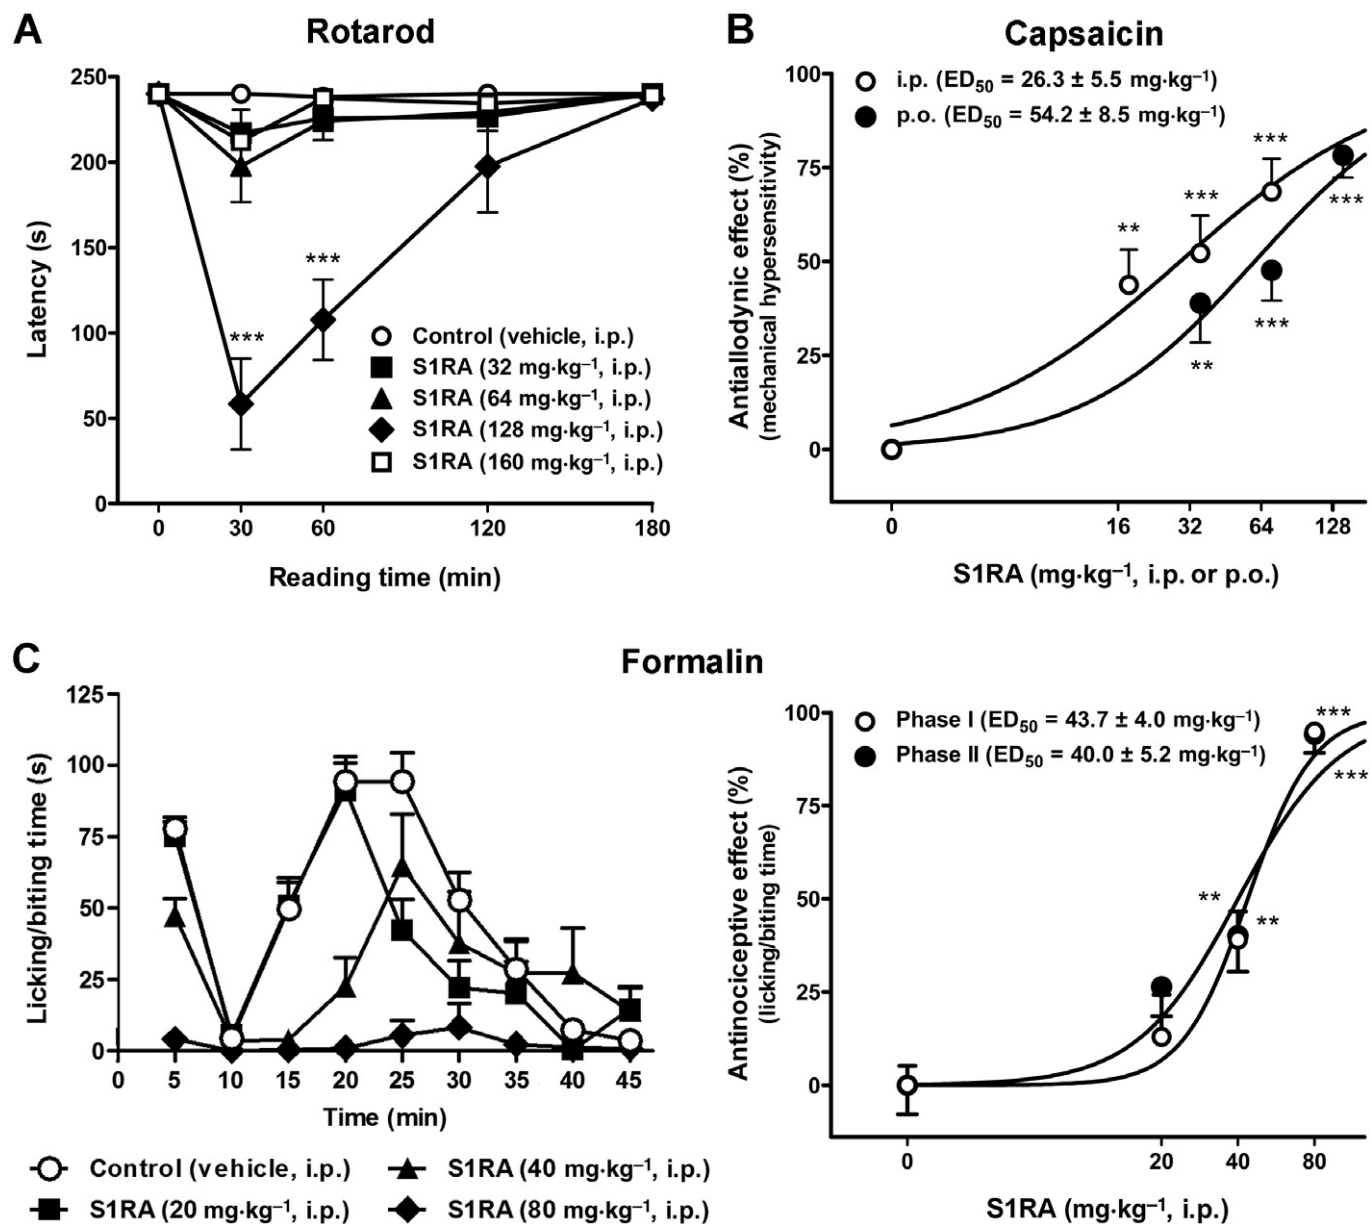 A
Rotarod
250
200
150
100
50
0
Latency (s)
***
***
Control (vehicle, i.p.)
S1RA (32 mg·kg⁻¹, i.p.)
S1RA (64 mg·kg⁻¹, i.p.)
S1RA (128 mg·kg⁻¹, i.p.)
S1RA (160 mg·kg⁻¹, i.p.)
0 30 60 120 180
Reading time (min)
B
Capsaicin
i.p. (ED₅₀ = 26.3 ± 5.5 mg·kg⁻¹)
p.o. (ED₅₀ = 54.2 ± 8.5 mg·kg⁻¹)
100
75
50
25
0
Antiallodynic effect (%)
(mechanical hypersensitivity)
***
***
**
***
***
**
0 16 32 64 128
S1RA (mg·kg⁻¹, i.p. or p.o.)
C
Formalin
125
100
75
50
25
0
Licking/biting time (s)
0 5 10 15 20 25 30 35 40 45
Time (min)
Control (vehicle, i.p.)
S1RA (20 mg·kg⁻¹, i.p.)
S1RA (40 mg·kg⁻¹, i.p.)
S1RA (80 mg·kg⁻¹, i.p.)
Phase I (ED₅₀ = 43.7 ± 4.0 mg·kg⁻¹)
Phase II (ED₅₀ = 40.0 ± 5.2 mg·kg⁻¹)
100
75
50
25
0
Antinociceptive effect (%)
(licking/biting time)
***
***
**
**
0 20 40 80
S1RA (mg·kg⁻¹, i.p.)